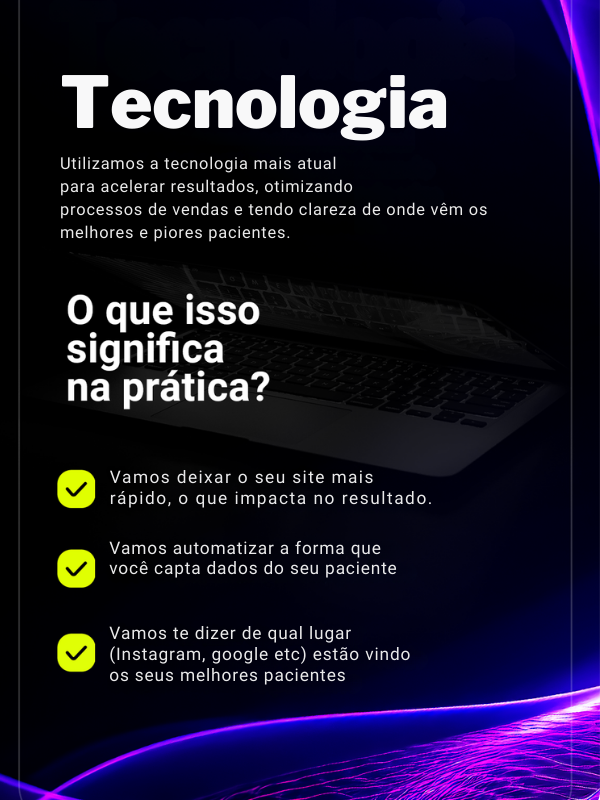 Tecnologia
Utilizamos a tecnologia mais atual
para acelerar resultados, otimizando
processos de vendas e tendo clareza de onde vêm os
melhores e piores pacientes.
O que isso
significa
na prática?
Vamos deixar o seu site mais
rápido, o que impacta no resultado.
Vamos automatizar a forma que
você capta dados do seu paciente
Vamos te dizer de qual lugar
(Instagram, google etc) estão vindo
os seus melhores pacientes